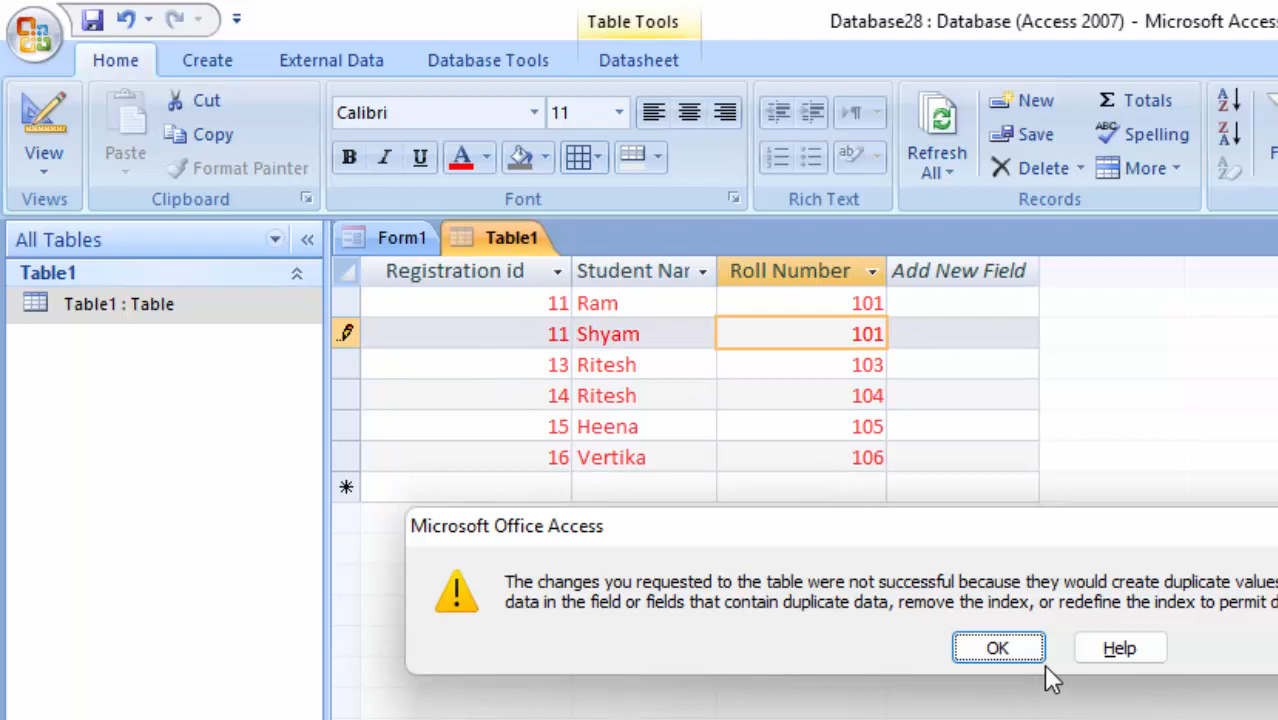 Table Tools
Database28 : Database (Access 2007) - Microsoft Acces
Home Create External Data Database Tools Datasheet
View
Paste
Cut
Copy
Format Painter
Calibri 11
B I U A
Refresh All
New
Save
Delete
Σ Totals
ABC Spelling
More
A Z
Z A
A Z
Views Clipboard Font Rich Text Records
All Tables «
Table1
Table1 : Table
Form1 Table1
Registration id Student Nar Roll Number Add New Field
11 Ram 101
11 Shyam 101
13 Ritesh 103
14 Ritesh 104
15 Heena 105
16 Vertika 106
Microsoft Office Access
The changes you requested to the table were not successful because they would create duplicate values
data in the field or fields that contain duplicate data, remove the index, or redefine the index to permit d
OK Help